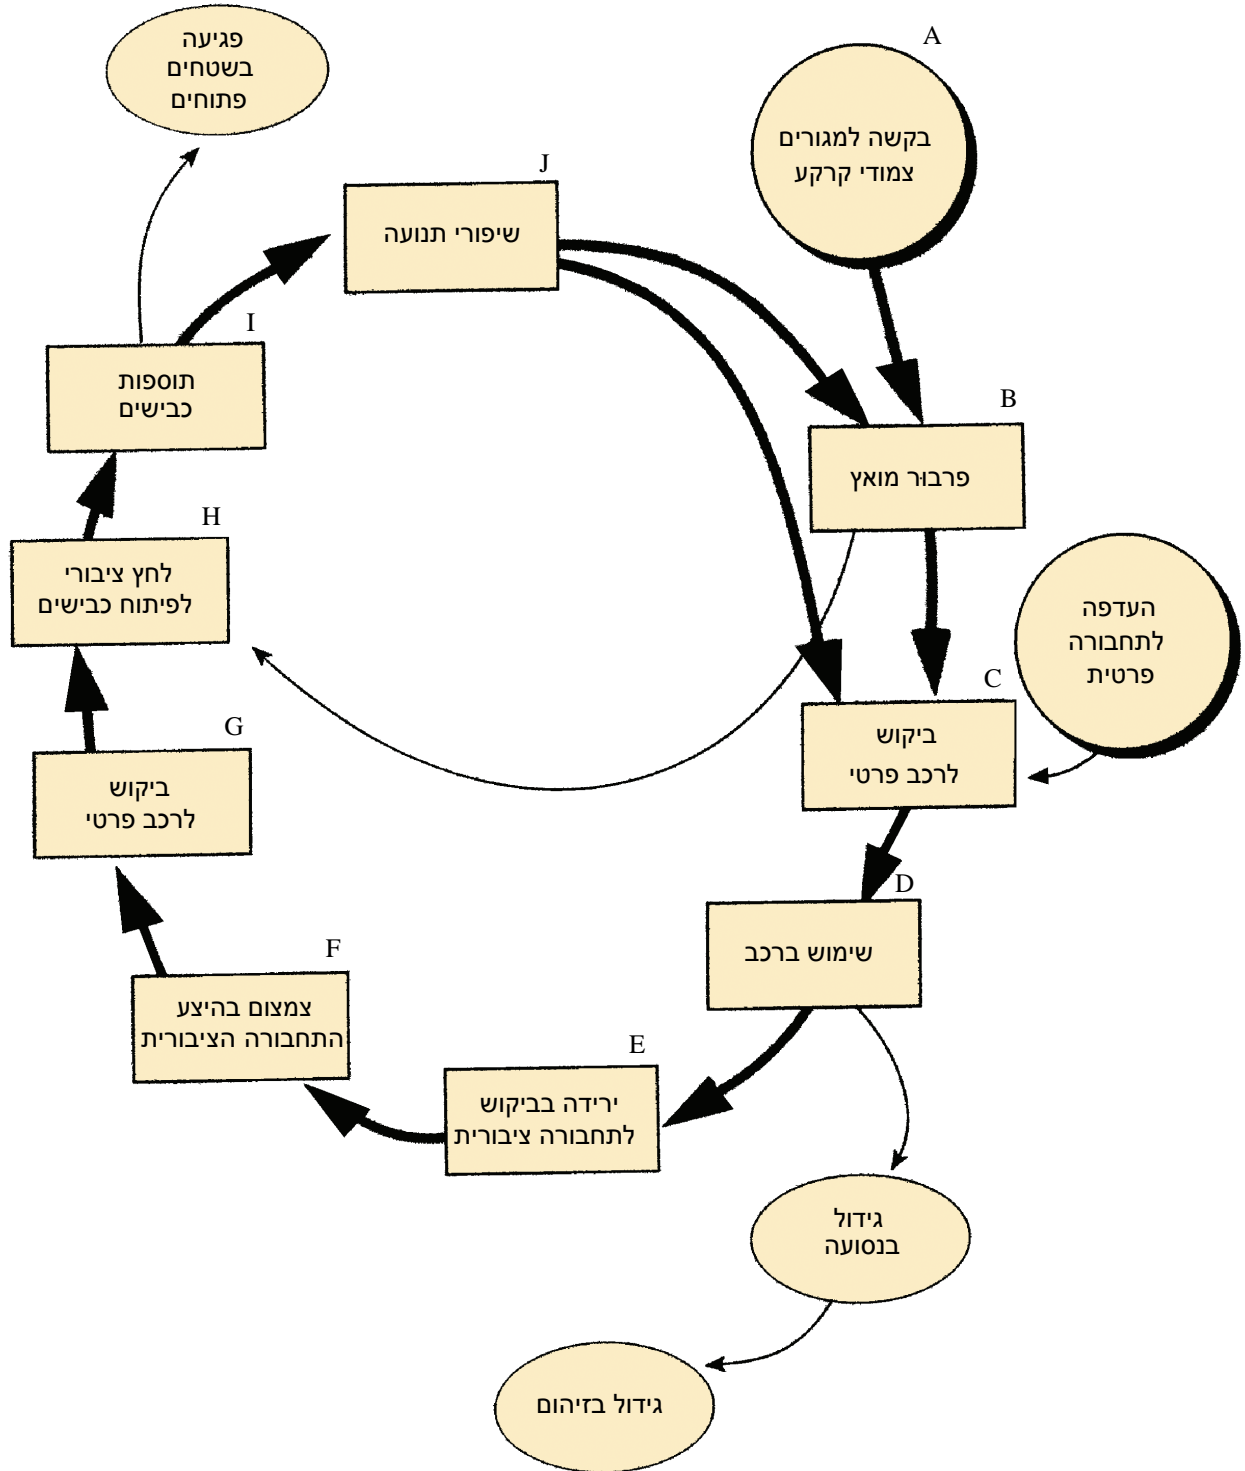 פגיעה
בשטחים
פתוחים
A
בקשה למגורים
צמודי קרקע
J
שיפורי תנועה
I
תוספות
כבישים
B
פרבור מואץ
H
לחץ ציבורי
לפיתוח כבישים
העדפה
לתחבורה
פרטית
C
ביקוש
לרכב פרטי
G
ביקוש
לרכב פרטי
D
שימוש ברכב
F
צמצום בהיצע
התחבורה הציבורית
E
ירידה בביקוש
לתחבורה ציבורית
גידול
בנסועה
גידול בזיהום